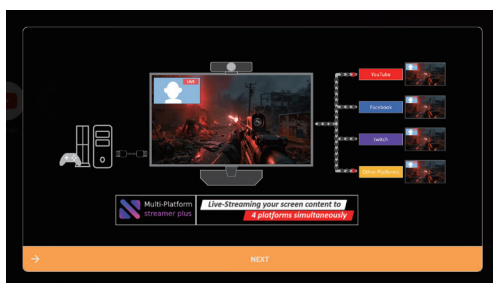 LIVE
YouTube
Facebook
Twitch
Other Platforms
Multi-Platform
streamer plus
Live-Streaming your screen content to
4 platforms simultaneously
NEXT